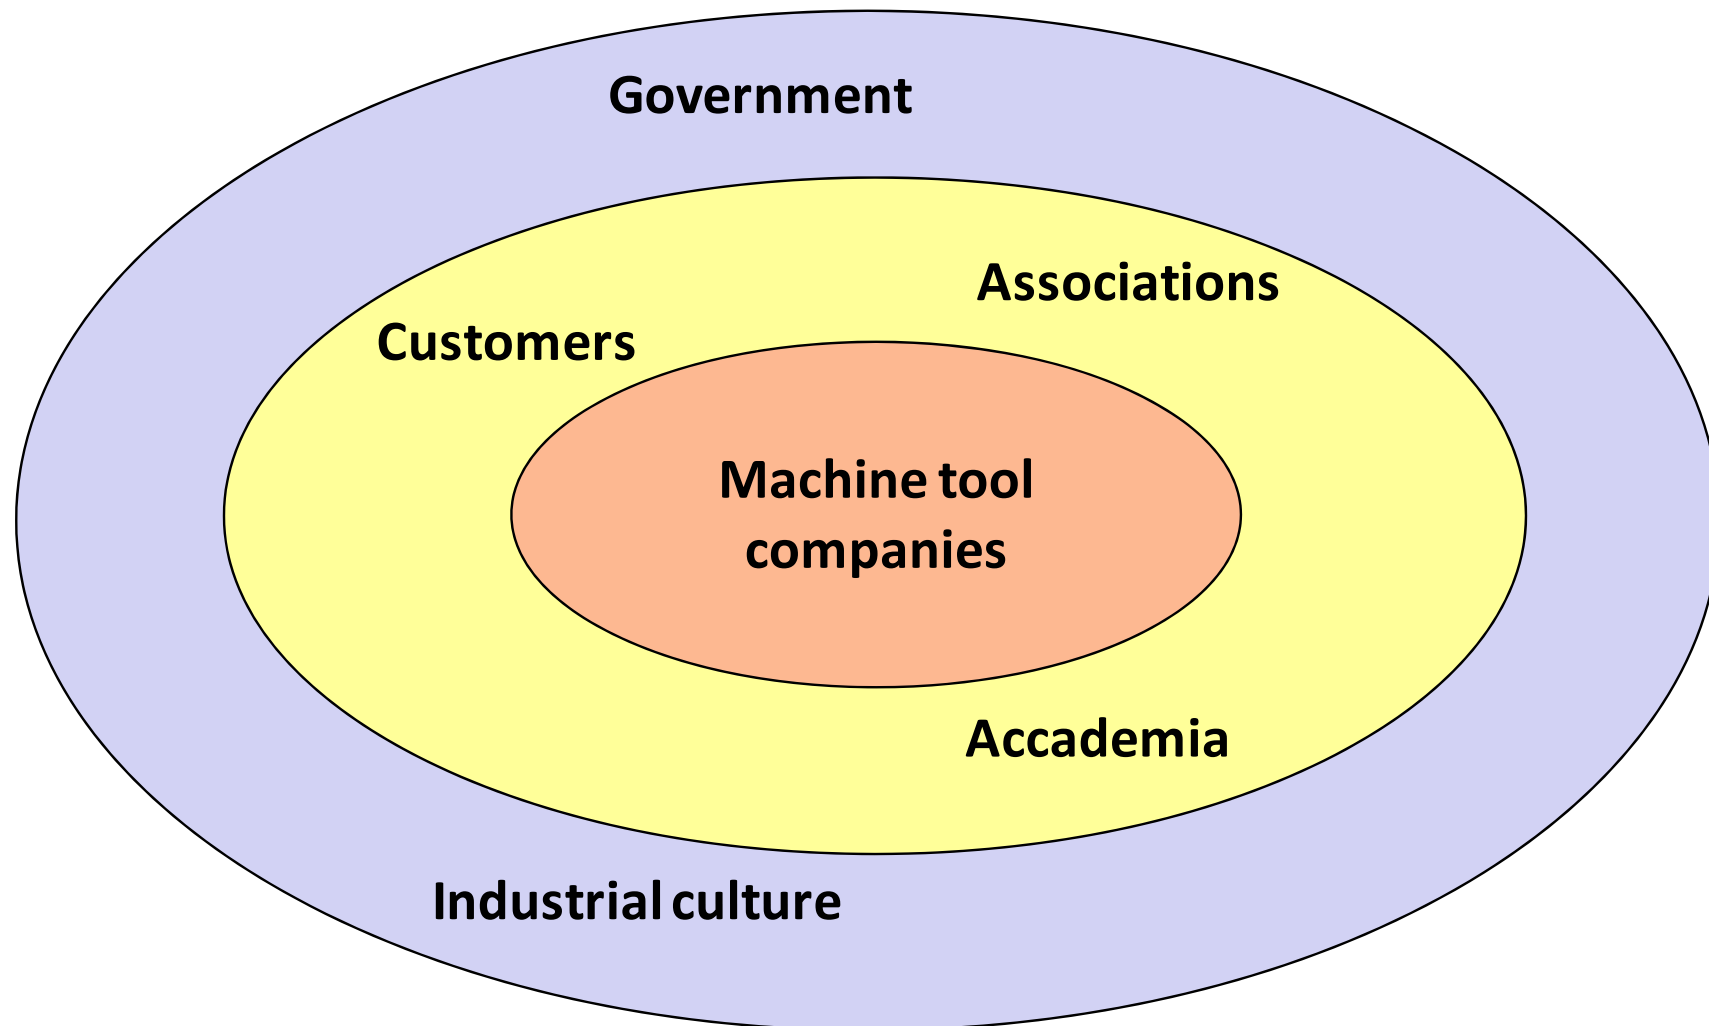 Government
Associations
Customers
Machine tool
companies
Accademia
Industrial culture